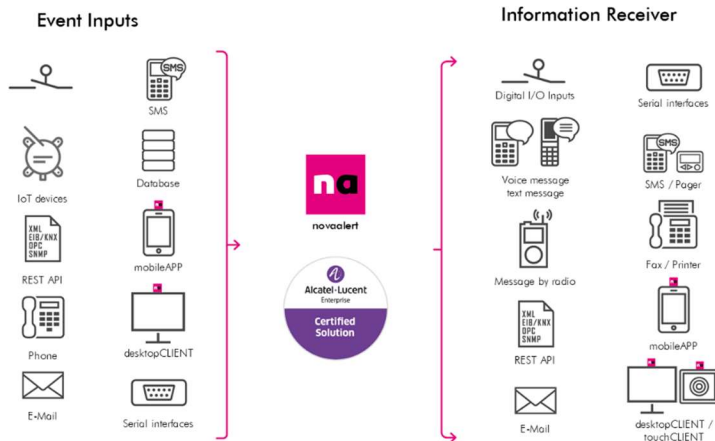 Event Inputs
SMS
SMS
IoT devices
Database
XML
EIB/KNX
OPC
SNMP
REST API
mobileAPP
Phone
desktopCLIENT
E-Mail
Serial interfaces
na
novaalert
Alcatel·Lucent
Enterprise
Certified
Solution
Information Receiver
Digital I/O Inputs
Serial interfaces
Voice message
text message
SMS
SMS / Pager
Message by radio
Fax / Printer
XML
EIB/KNX
OPC
SNMP
REST API
mobileAPP
E-Mail
desktopCLIENT /
touchCLIENT